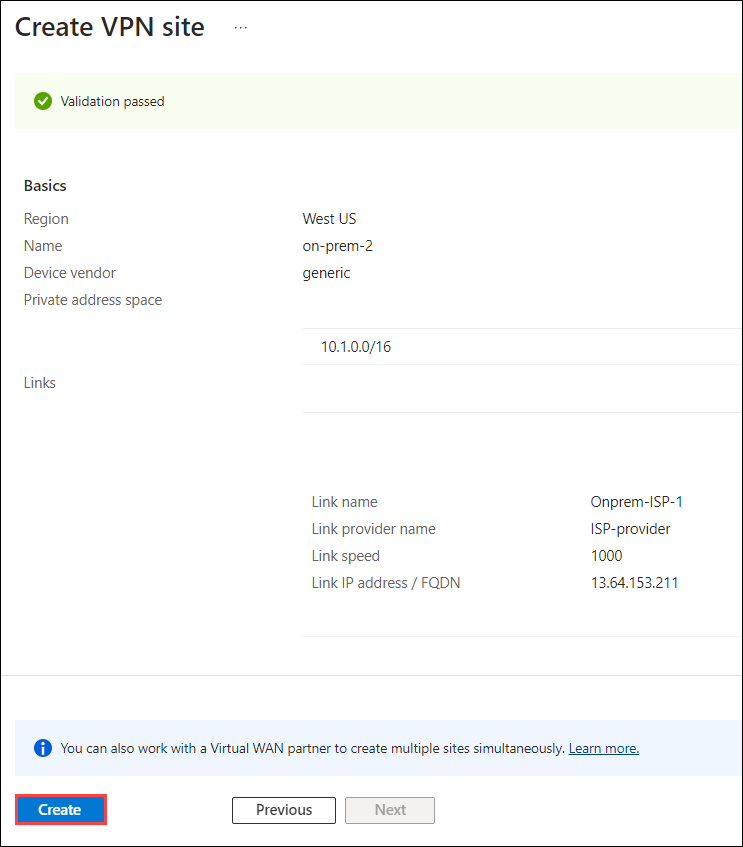 Create VPN site ...
Validation passed
Basics
Region West US
Name on-prem-2
Device vendor generic
Private address space
10.1.0.0/16
Links
Link name Onprem-ISP-1
Link provider name ISP-provider
Link speed 1000
Link IP address / FQDN 13.64.153.211
You can also work with a Virtual WAN partner to create multiple sites simultaneously. Learn more.
Create Previous Next